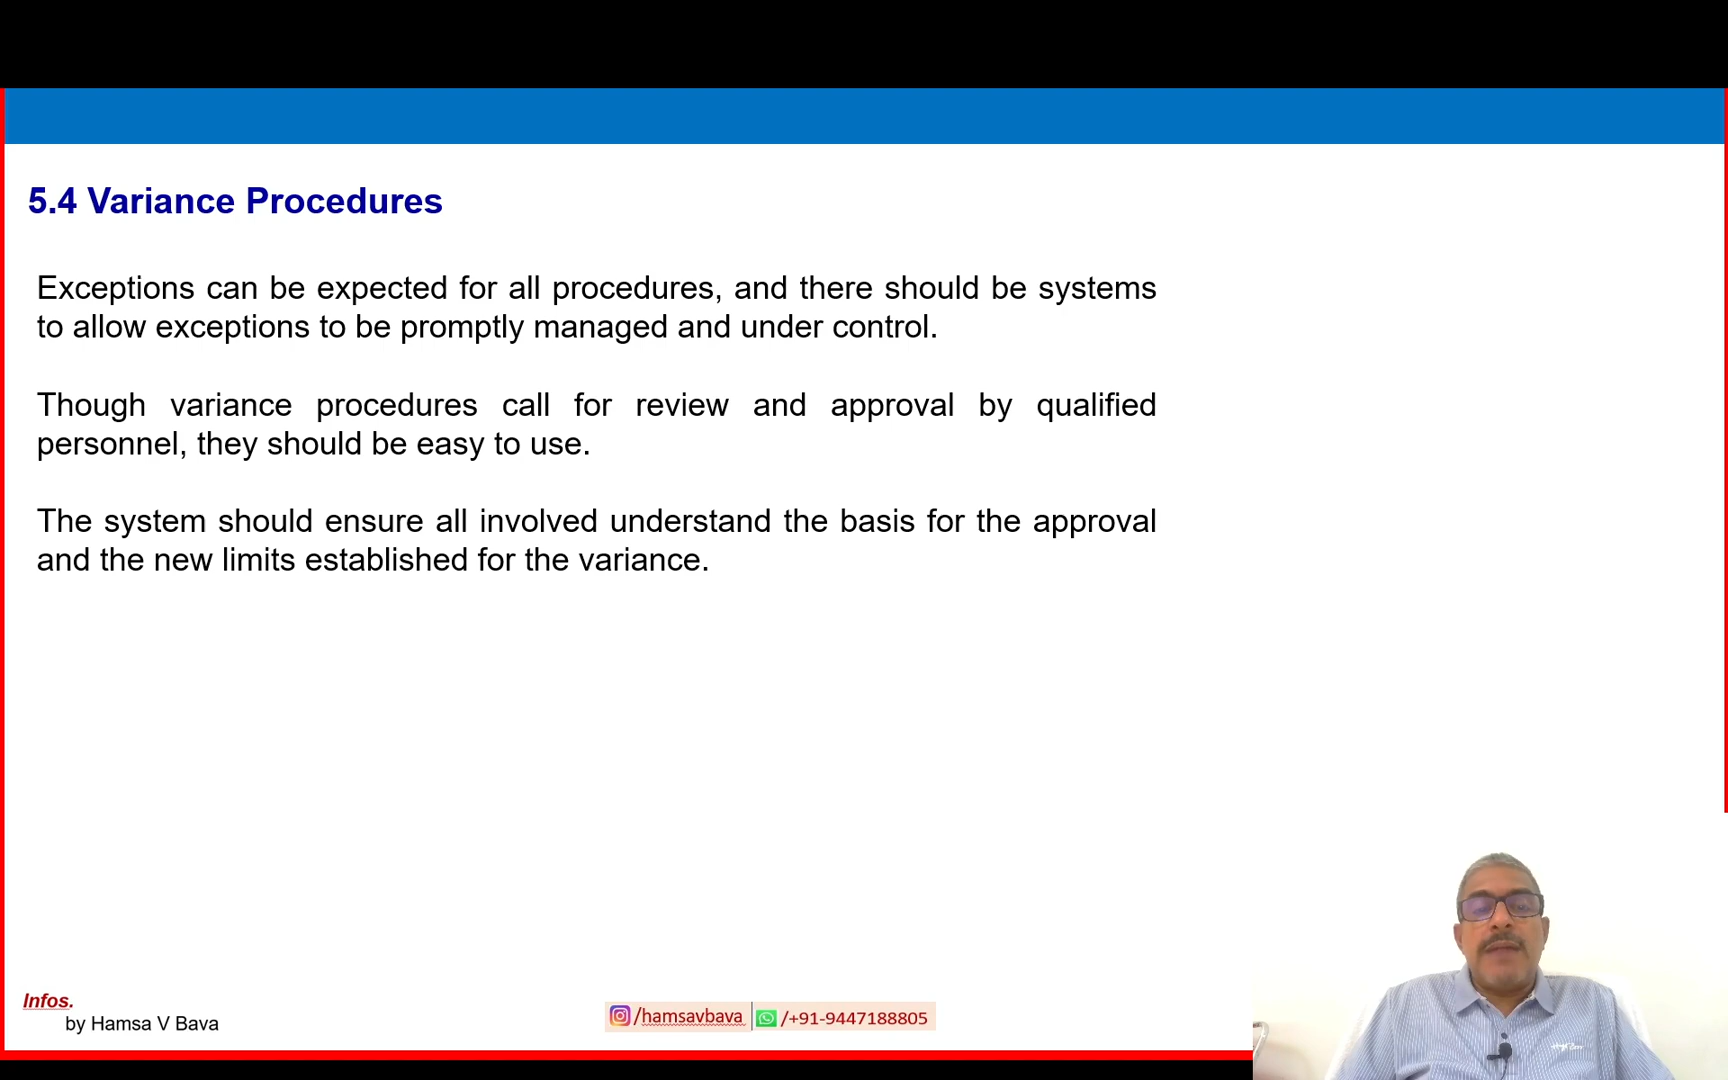 5.4 Variance Procedures
Exceptions can be expected for all procedures, and there should be systems
to allow exceptions to be promptly managed and under control.
Though variance procedures call for review and approval by qualified
personnel, they should be easy to use.
The system should ensure all involved understand the basis for the approval
and the new limits established for the variance.
Infos.
by Hamsa V Bava
/hamsavbava
/+91-9447188805